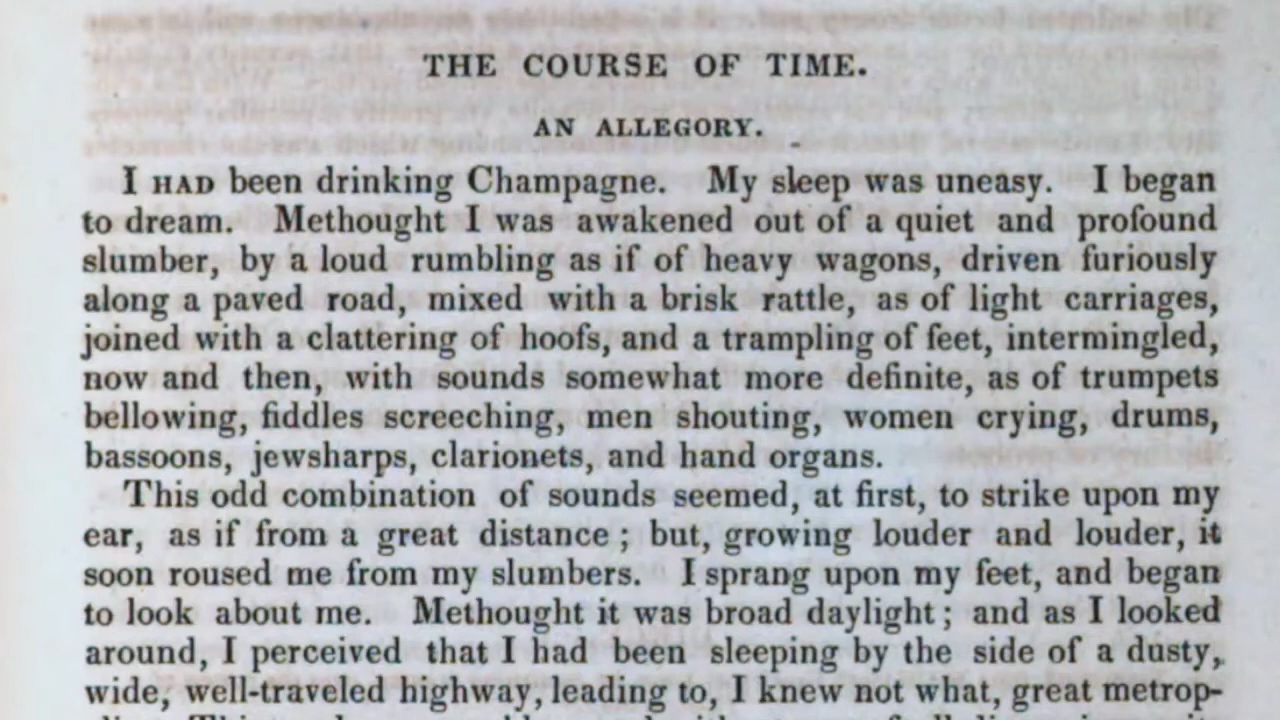 THE COURSE OF TIME.
AN ALLEGORY.
I HAD been drinking Champagne. My sleep was uneasy. I began
to dream. Methought I was awakened out of a quiet and profound
slumber, by a loud rumbling as if of heavy wagons, driven furiously
along a paved road, mixed with a brisk rattle, as of light carriages,
joined with a clattering of hoofs, and a trampling of feet, intermingled,
now and then, with sounds somewhat more definite, as of trumpets
bellowing, fiddles screeching, men shouting, women crying, drums,
bassoons, jewsharps, clarionets, and hand organs.
This odd combination of sounds seemed, at first, to strike upon my
ear, as if from a great distance; but, growing louder and louder, it
soon roused me from my slumbers. I sprang upon my feet, and began
to look about me. Methought it was broad daylight; and as I looked
around, I perceived that I had been sleeping by the side of a dusty,
wide, well-traveled highway, leading to, I knew not what, great metrop-